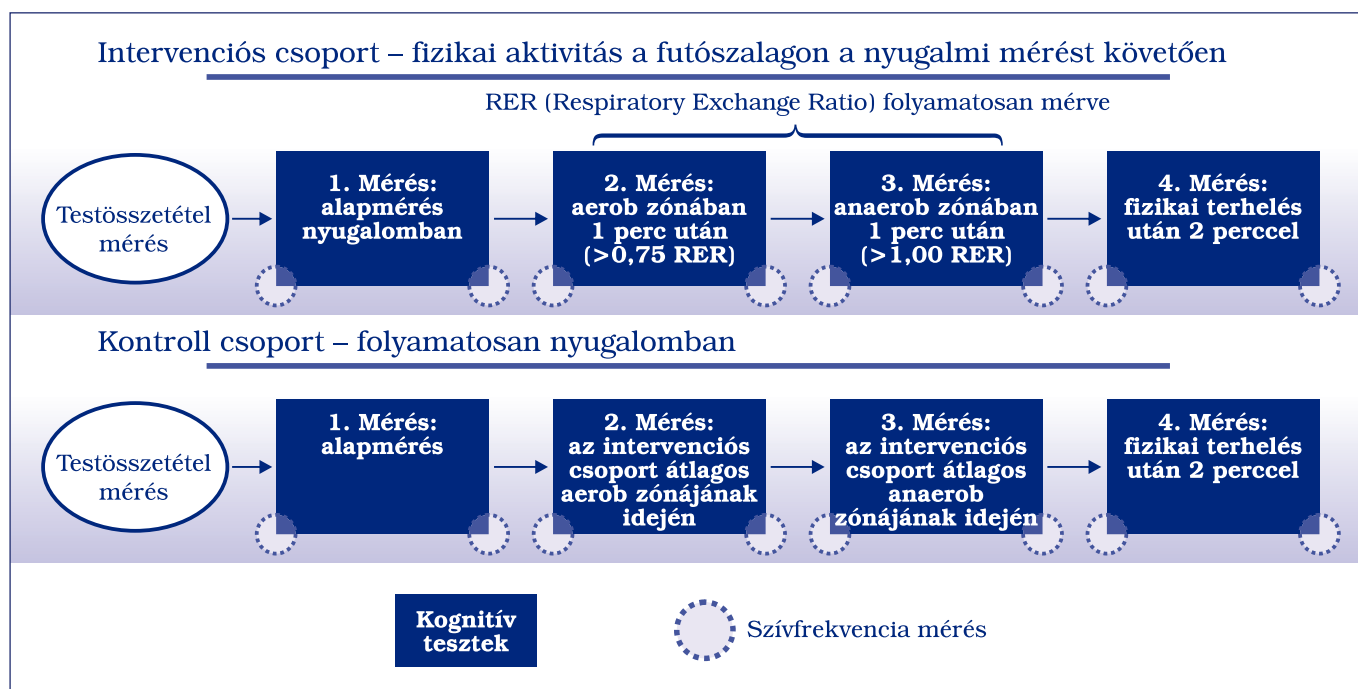 Intervenciós csoport – fizikai aktivitás a futószalagon a nyugalmi mérést követően
RER (Respiratory Exchange Ratio) folyamatosan mérve
Testösszetétel
mérés
1. Mérés:
alapmérés
nyugalomban
2. Mérés:
aerob zónában
1 perc után
(>0,75 RER)
3. Mérés:
anaerob zónában
1 perc után
(>1,00 RER)
4. Mérés:
fizikai terhelés
után 2 perccel
Kontroll csoport – folyamatosan nyugalomban
Testösszetétel
mérés
1. Mérés:
alapmérés
2. Mérés:
az intervenciós
csoport átlagos
aerob zónájának
idején
3. Mérés:
az intervenciós
csoport átlagos
anaerob
zónájának idején
4. Mérés:
fizikai terhelés
után 2 perccel
Kognitív
tesztek
Szívfrekvencia mérés